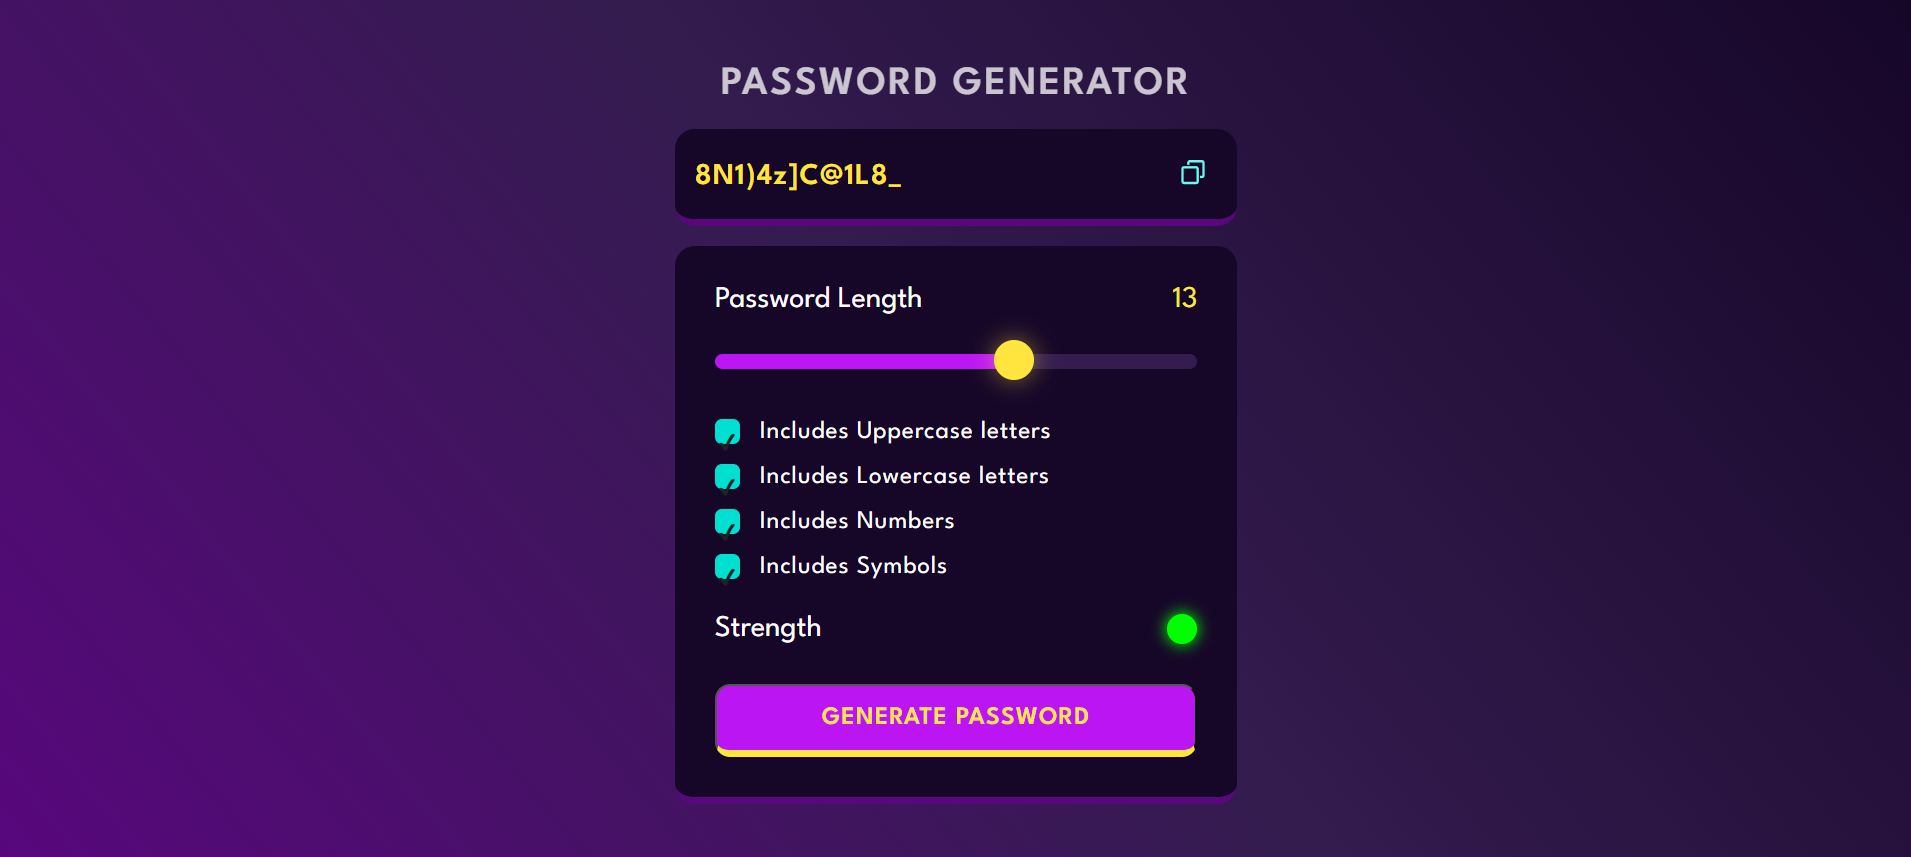 PASSWORD GENERATOR
8N1)4z]C@1L8_
Password Length 13
Includes Uppercase letters
Includes Lowercase letters
Includes Numbers
Includes Symbols
Strength
GENERATE PASSWORD